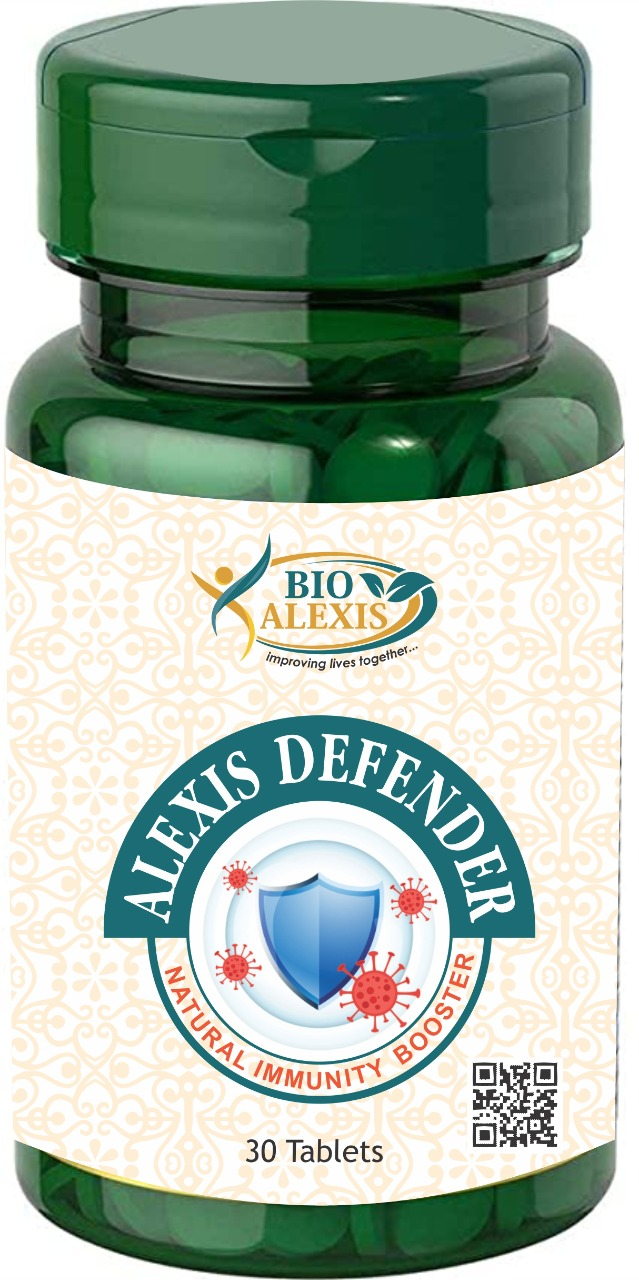 BIO
ALEXIS
improving lives together...
ALEXIS DEFENDER
NATURAL IMMUNITY BOOSTER
30 Tablets